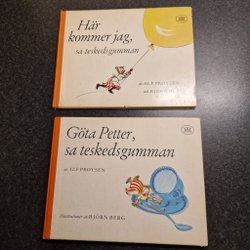 Här
kommer jag,
sa teskedsgumman
av ALF PRØYSEN
Göta Petter,
sa teskedsgumman
av ALF PRØYSEN
illustrationer av BJÖRN BERG